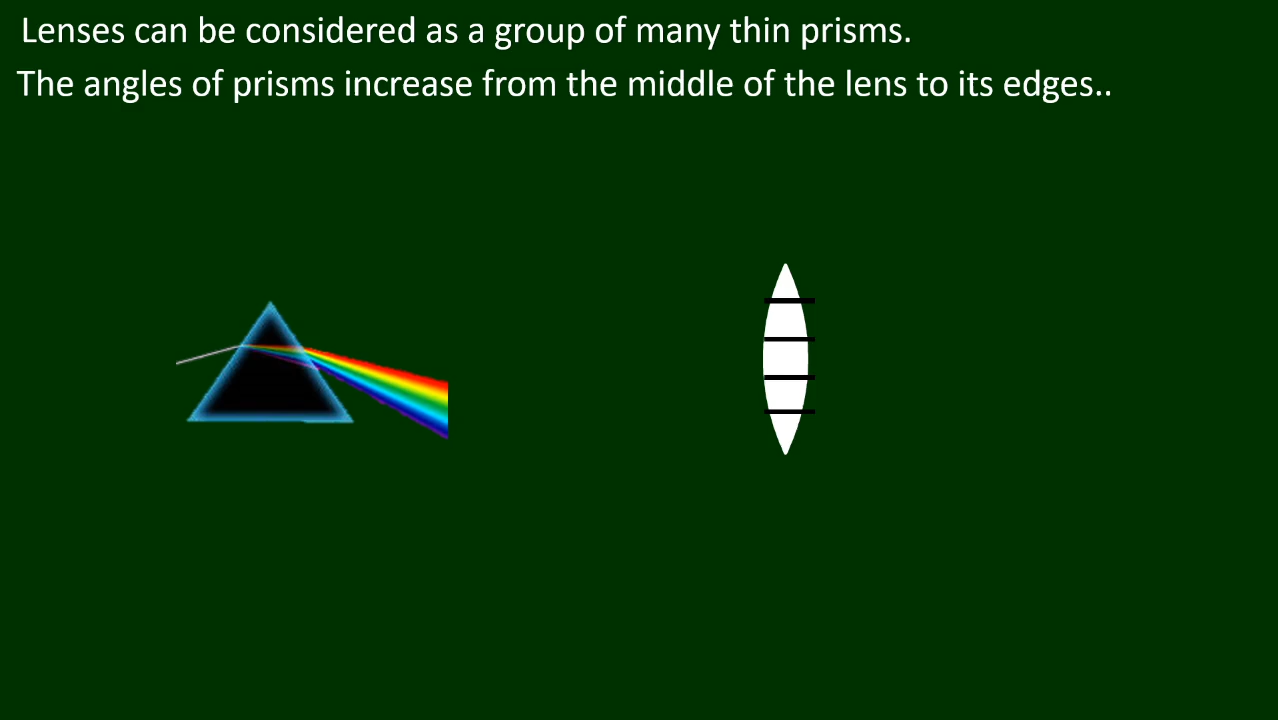 Lenses can be considered as a group of many thin prisms.
The angles of prisms increase from the middle of the lens to its edges..